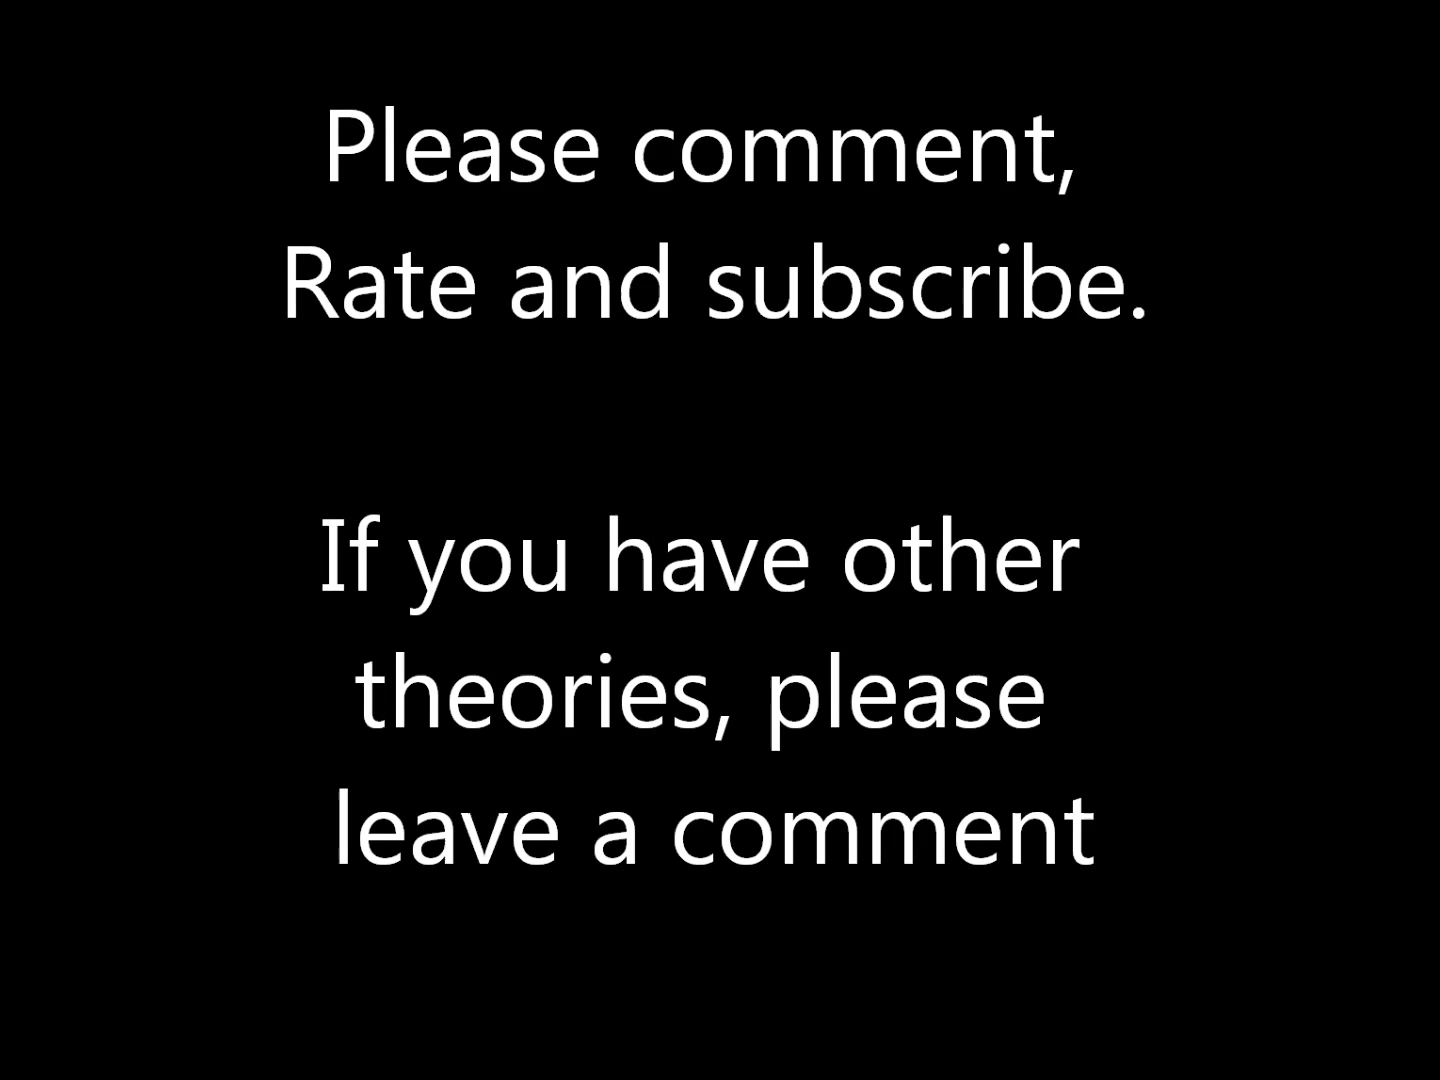 Please comment,
Rate and subscribe.
If you have other
theories, please
leave a comment